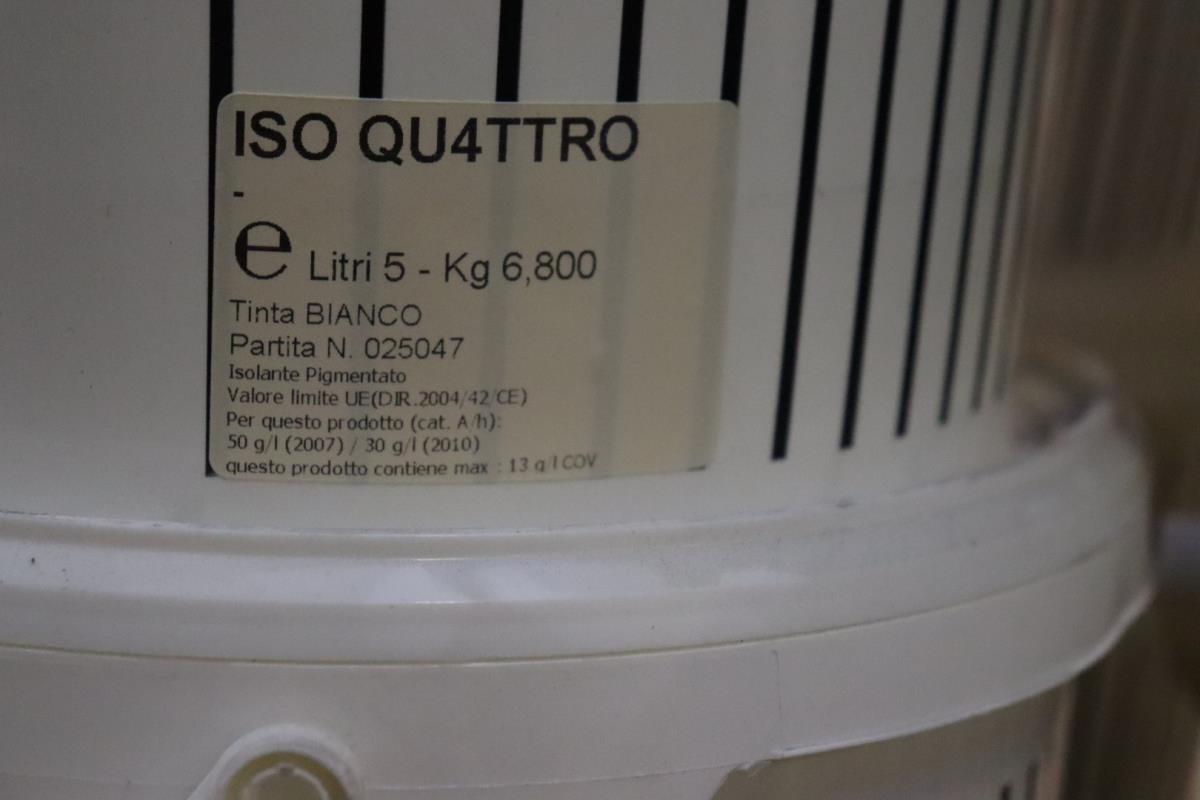 ISO QU4TTRO
-
e Litri 5 - Kg 6,800
Tinta BIANCO
Partita N. 025047
Isolante Pigmentato
Valore limite UE(DIR.2004/42/CE)
Per questo prodotto (cat. A/h):
50 g/l (2007) / 30 g/l (2010)
questo prodotto contiene max : 13 g/l COV